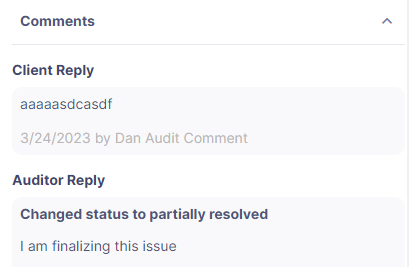 Comments
Client Reply
aaaaasdcasdf
3/24/2023 by Dan Audit Comment
Auditor Reply
Changed status to partially resolved
I am finalizing this issue